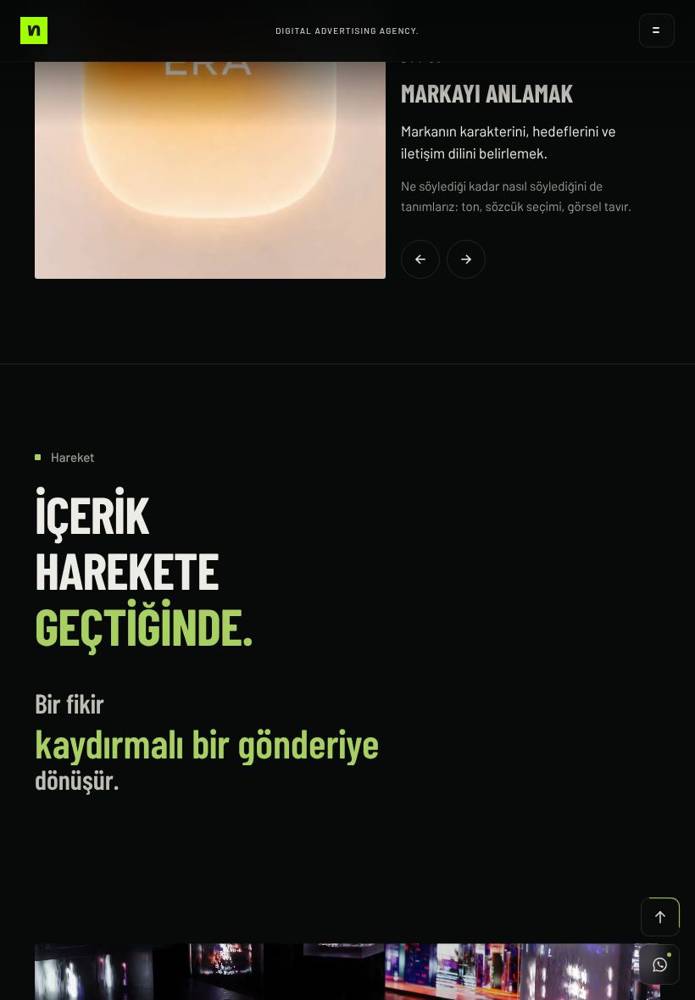 DIGITAL ADVERTISING AGENCY.
ERA
MARKAYI ANLAMAK
Markanın karakterini, hedeflerini ve
iletişim dilini belirlemek.
Ne söylediği kadar nasıl söylediğini de
tanımlarız: ton, sözcük seçimi, görsel tavır.
Hareket
İÇERİK
HAREKETE
GEÇTİĞİNDE.
Bir fikir
kaydırmalı bir gönderiye
dönüşür.